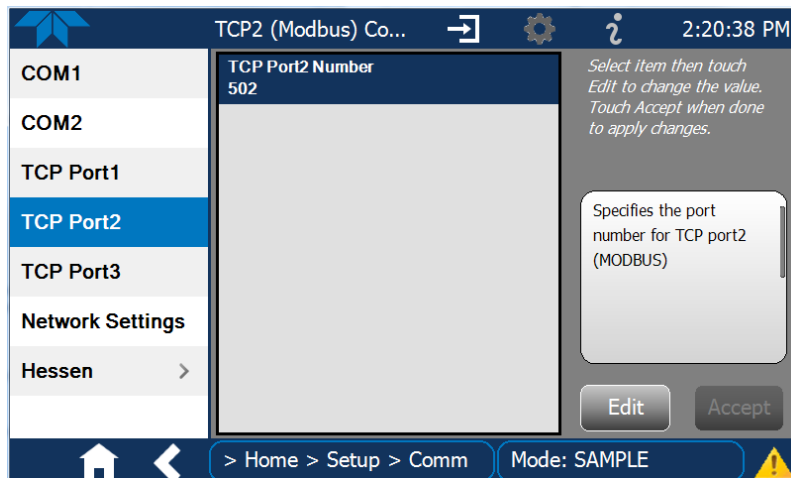 TCP2 (Modbus) Co...
2:20:38 PM
COM1
COM2
TCP Port1
TCP Port2
TCP Port3
Network Settings
Hessen >
TCP Port2 Number
502
Select item then touch
Edit to change the value.
Touch Accept when done
to apply changes.
Specifies the port
number for TCP port2
(MODBUS)
Edit
Accept
> Home > Setup > Comm
Mode: SAMPLE